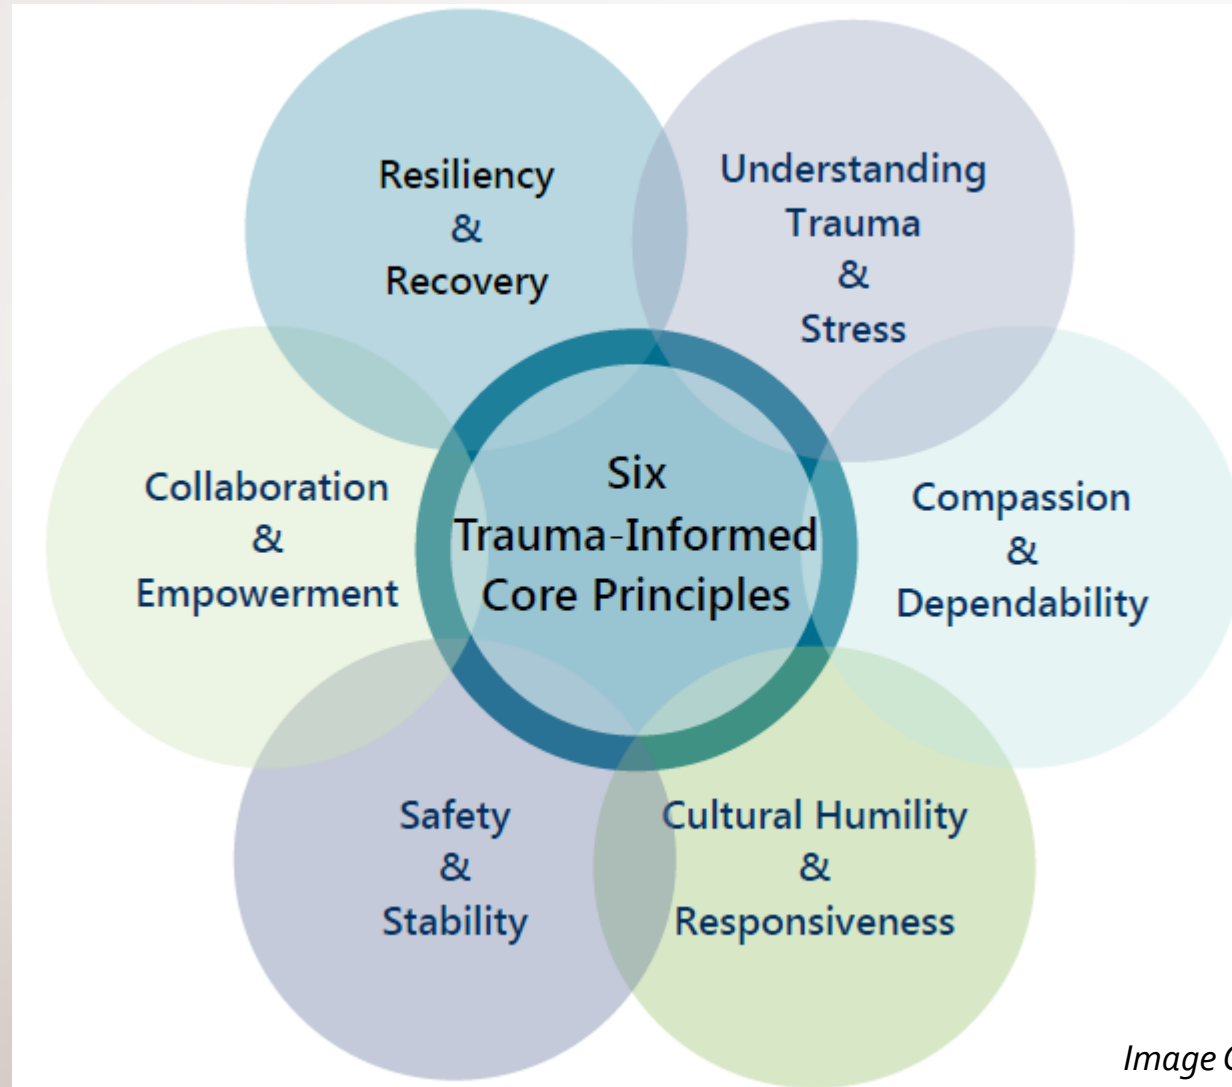 Resiliency
&
Recovery
Understanding
Trauma
&
Stress
Collaboration
&
Empowerment
Six
Trauma-Informed
Core Principles
Compassion
&
Dependability
Safety
&
Stability
Cultural Humility
&
Responsiveness
Image